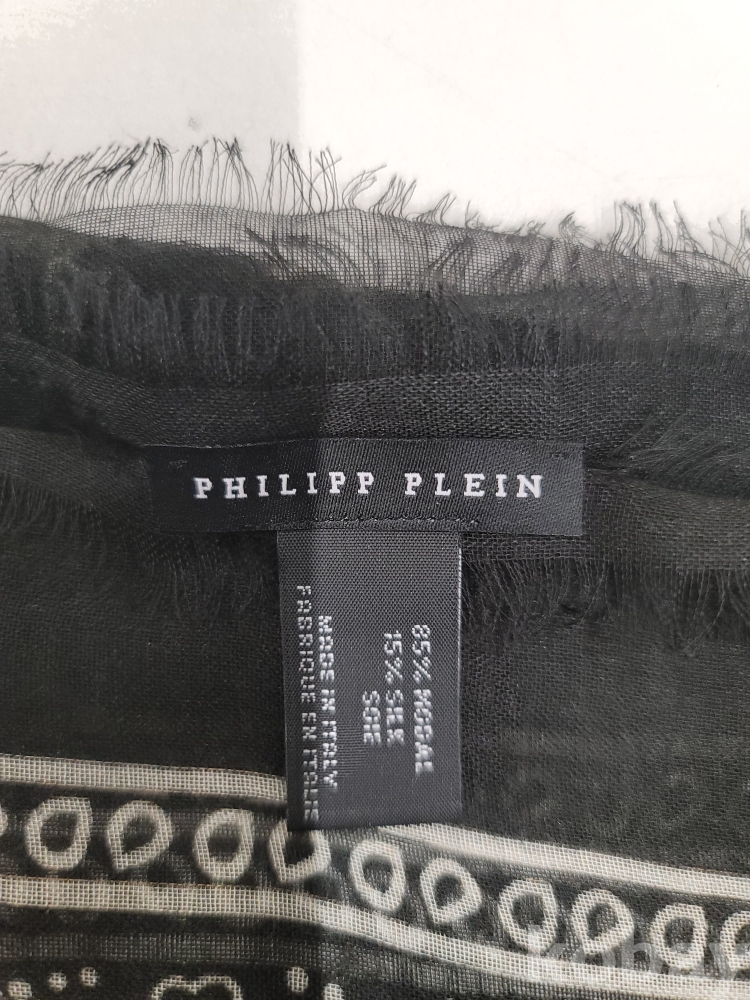 PHILIPP PLEIN
85% MODAL
15% SILK
SOIE
MADE IN ITALY
FABRIQUE EN ITALIE